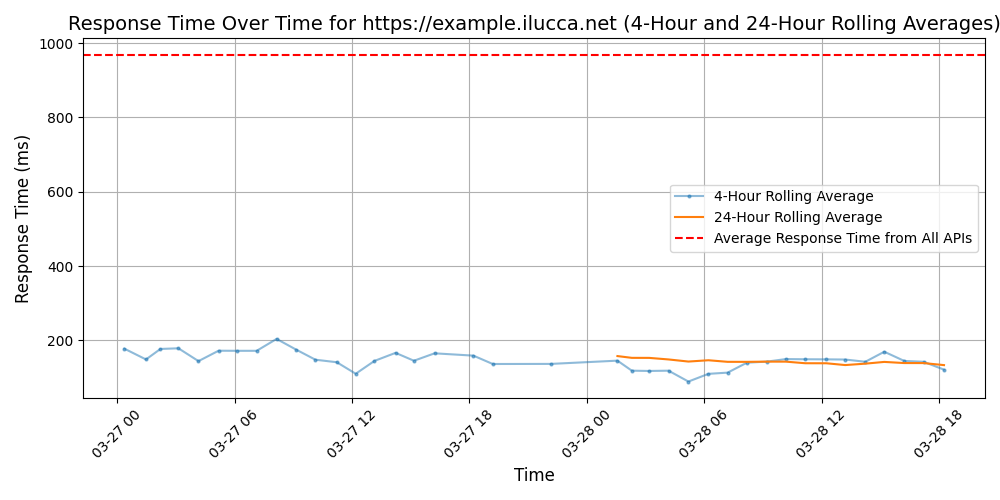 Response Time Over Time for https://example.ilucca.net (4-Hour and 24-Hour Rolling Averages)
Response Time (ms)
1000
800
600
400
200
4-Hour Rolling Average
24-Hour Rolling Average
Average Response Time from All APIs
03-27 00
03-27 06
03-27 12
03-27 18
03-28 00
03-28 06
03-28 12
03-28 18
Time